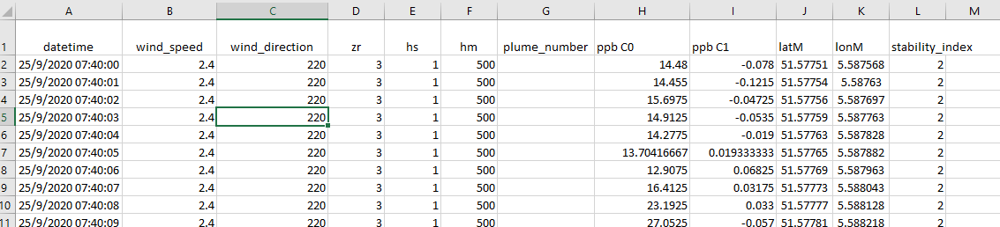 A B C D E F G H I J K L M
1 datetime wind_speed wind_direction zr hs hm plume_number ppb C0 ppb C1 latM lonM stability_index
2 25/9/2020 07:40:00 2.4 220 3 1 500 14.48 -0.078 51.57751 5.587568 2
3 25/9/2020 07:40:01 2.4 220 3 1 500 14.455 -0.1215 51.57754 5.58763 2
4 25/9/2020 07:40:02 2.4 220 3 1 500 15.6975 -0.04725 51.57756 5.587697 2
5 25/9/2020 07:40:03 2.4 220 3 1 500 14.9125 -0.0535 51.57759 5.587763 2
6 25/9/2020 07:40:04 2.4 220 3 1 500 14.2775 -0.019 51.57763 5.587828 2
7 25/9/2020 07:40:05 2.4 220 3 1 500 13.70416667 0.019333333 51.57765 5.587882 2
8 25/9/2020 07:40:06 2.4 220 3 1 500 12.9075 0.06825 51.57769 5.587963 2
9 25/9/2020 07:40:07 2.4 220 3 1 500 16.4125 0.03175 51.57773 5.588043 2
10 25/9/2020 07:40:08 2.4 220 3 1 500 23.1925 0.033 51.57777 5.588128 2
11 25/9/2020 07:40:09 2.4 220 3 1 500 27.0525 -0.057 51.57781 5.588218 2